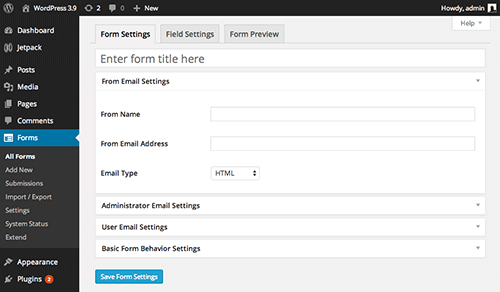 WordPress 3.9 2 0 + New Howdy, admin
Help
Dashboard
Jetpack
Posts
Media
Pages
Comments
Forms
All Forms
Add New
Submissions
Import / Export
Settings
System Status
Extend
Appearance
Plugins 2
Form Settings Field Settings Form Preview
Enter form title here
From Email Settings
From Name
From Email Address
Email Type HTML
Administrator Email Settings
User Email Settings
Basic Form Behavior Settings
Save Form Settings